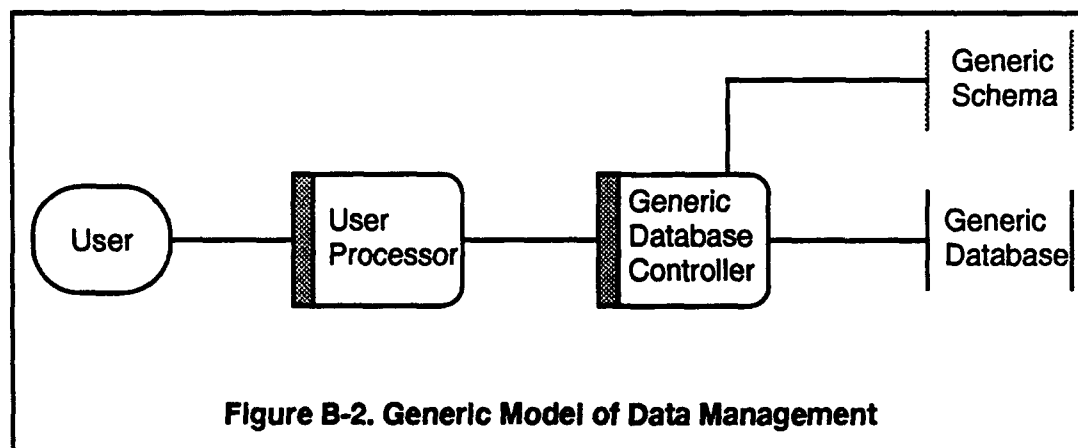 User
User
Processor
Generic
Database
Controller
Generic
Schema
Generic
Database
Figure B-2. Generic Model of Data Management